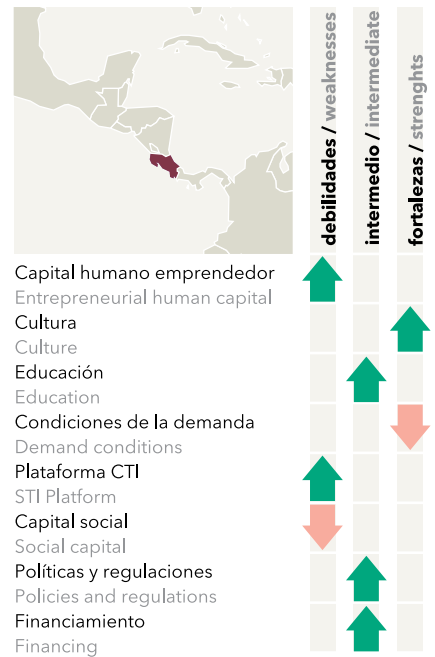 debilidades / weaknesses
intermedio / intermediate
fortalezas / strenghts
Capital humano emprendedor
Entrepreneurial human capital
Cultura
Culture
Educación
Education
Condiciones de la demanda
Demand conditions
Plataforma CTI
STI Platform
Capital social
Social capital
Políticas y regulaciones
Policies and regulations
Financiamiento
Financing